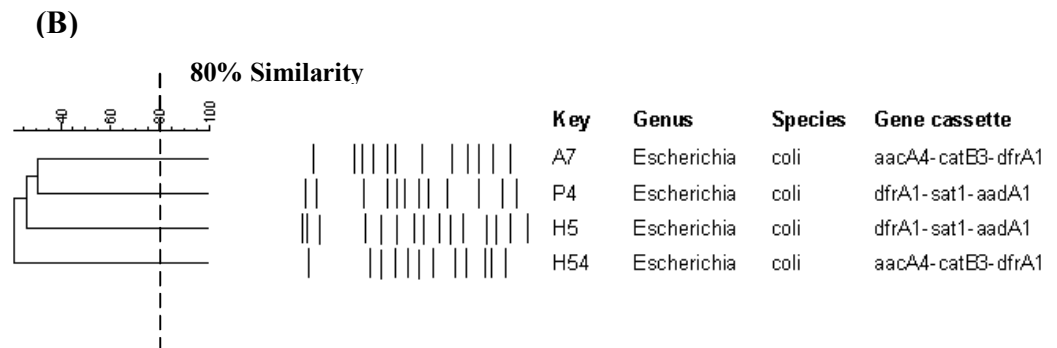 (B)
80% Similarity
40 60 80 100
Key Genus Species Gene cassette
A7 Escherichia coli aacA4-catB3-dfrA1
P4 Escherichia coli dfrA1-sat1-aadA1
H5 Escherichia coli dfrA1-sat1-aadA1
H54 Escherichia coli aacA4-catB3-dfrA1